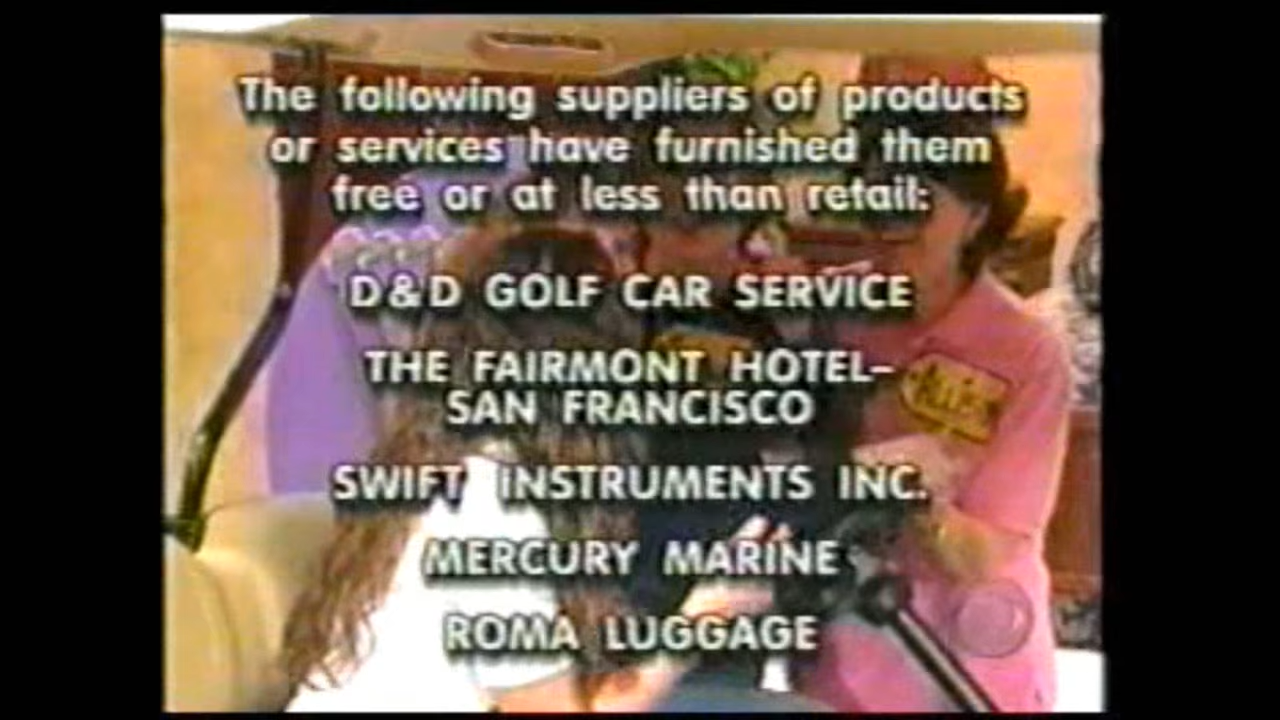 The following suppliers of products
or services have furnished them
free or at less than retail:
D&D GOLF CAR SERVICE
THE FAIRMONT HOTEL–
SAN FRANCISCO
SWIFT INSTRUMENTS INC.
MERCURY MARINE
ROMA LUGGAGE